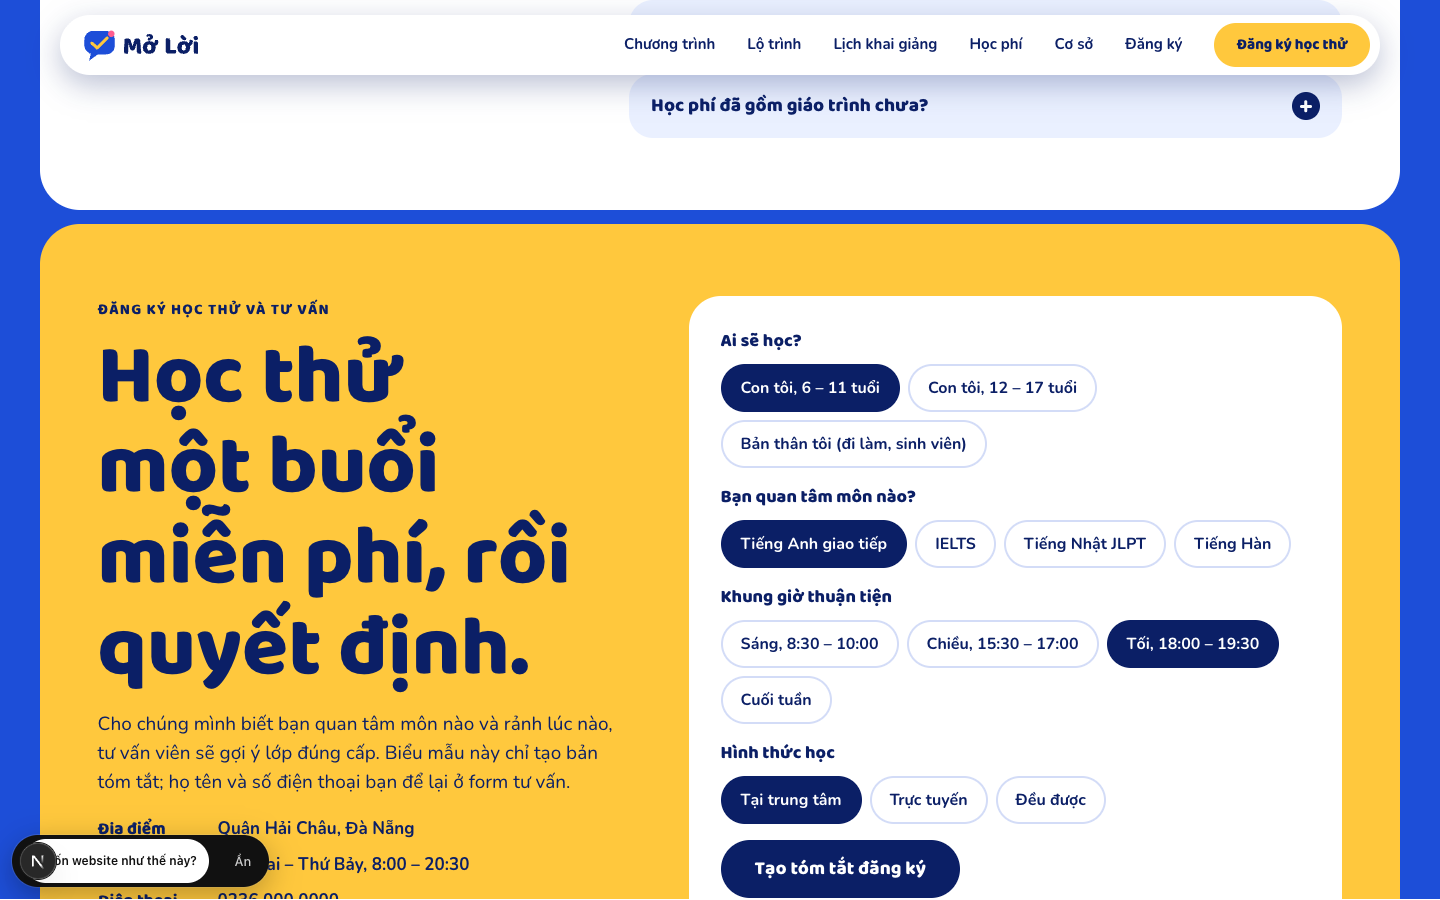 Mở Lời
Chương trình
Lộ trình
Lịch khai giảng
Học phí
Cơ sở
Đăng ký
Đăng ký học thử
Học phí đã gồm giáo trình chưa?
ĐĂNG KÝ HỌC THỬ VÀ TƯ VẤN
Học thử
một buổi
miễn phí, rồi
quyết định.
Cho chúng mình biết bạn quan tâm môn nào và rảnh lúc nào,
tư vấn viên sẽ gợi ý lớp đúng cấp. Biểu mẫu này chỉ tạo bản
tóm tắt; họ tên và số điện thoại bạn để lại ở form tư vấn.
Địa điểm
Quận Hải Châu, Đà Nẵng
– Thứ Bảy, 8:00 – 20:30
Điện thoại
0236 000 0000
website như thế này?
Ẩn
Ai sẽ học?
Con tôi, 6 – 11 tuổi
Con tôi, 12 – 17 tuổi
Bản thân tôi (đi làm, sinh viên)
Bạn quan tâm môn nào?
Tiếng Anh giao tiếp
IELTS
Tiếng Nhật JLPT
Tiếng Hàn
Khung giờ thuận tiện
Sáng, 8:30 – 10:00
Chiều, 15:30 – 17:00
Tối, 18:00 – 19:30
Cuối tuần
Hình thức học
Tại trung tâm
Trực tuyến
Đều được
Tạo tóm tắt đăng ký